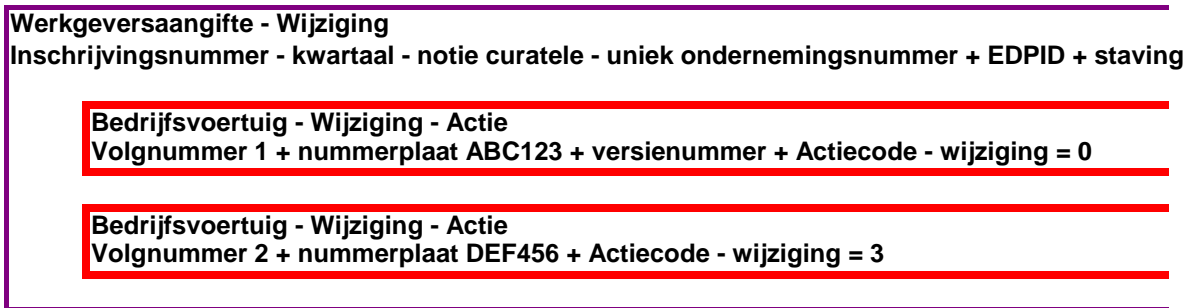 Werkgeversaangifte - Wijziging
Inschrijvingsnummer - kwartaal - notie curatele - uniek ondernemingsnummer + EDPID + staving
Bedrijfsvoertuig - Wijziging - Actie
Volgnummer 1 + nummerplaat ABC123 + versienummer + Actiecode - wijziging = 0
Bedrijfsvoertuig - Wijziging - Actie
Volgnummer 2 + nummerplaat DEF456 + Actiecode - wijziging = 3